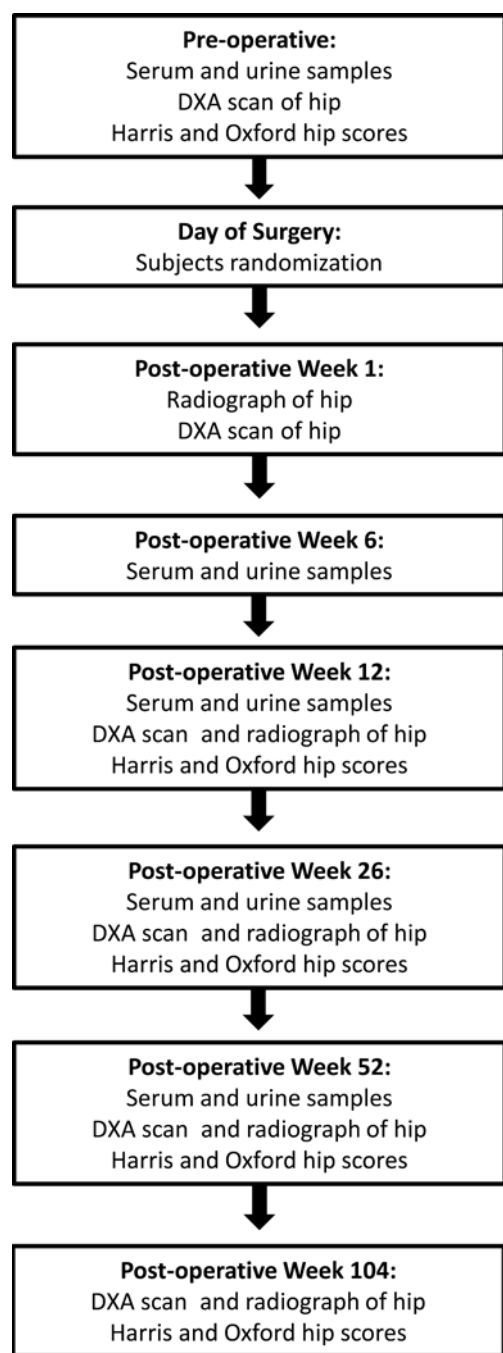 Pre-operative:
Serum and urine samples
DXA scan of hip
Harris and Oxford hip scores
Day of Surgery:
Subjects randomization
Post-operative Week 1:
Radiograph of hip
DXA scan of hip
Post-operative Week 6:
Serum and urine samples
Post-operative Week 12:
Serum and urine samples
DXA scan and radiograph of hip
Harris and Oxford hip scores
Post-operative Week 26:
Serum and urine samples
DXA scan and radiograph of hip
Harris and Oxford hip scores
Post-operative Week 52:
Serum and urine samples
DXA scan and radiograph of hip
Harris and Oxford hip scores
Post-operative Week 104:
DXA scan and radiograph of hip
Harris and Oxford hip scores